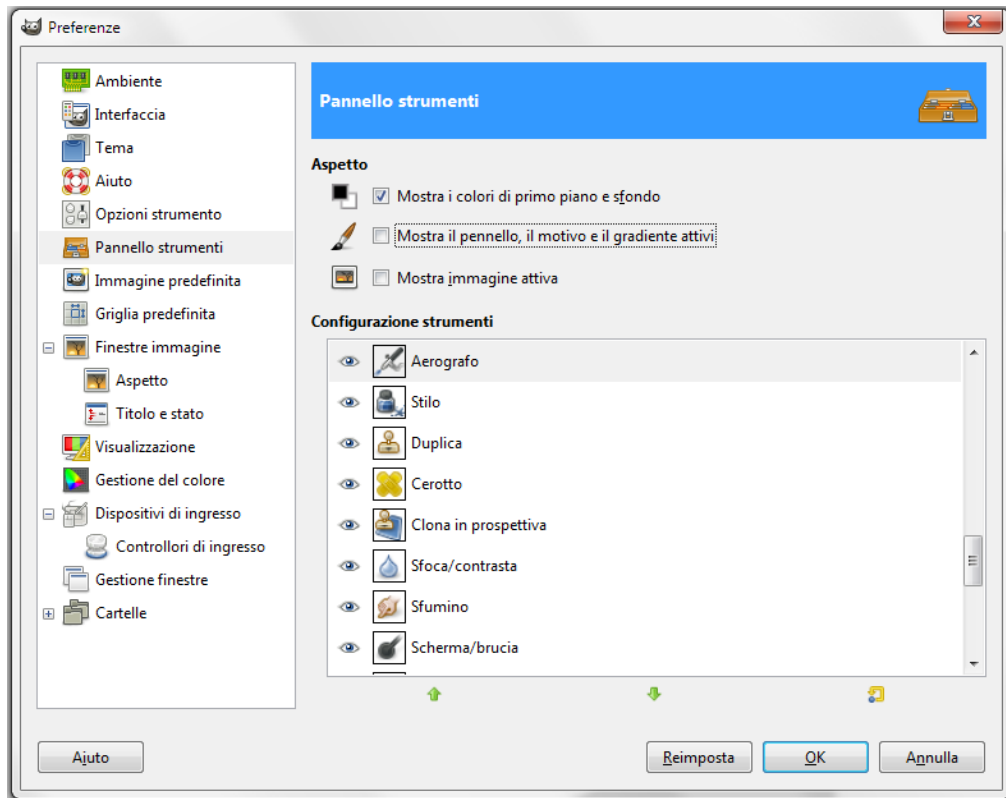 Preferenze
Ambiente
Interfaccia
Tema
Aiuto
Opzioni strumento
Pannello strumenti
Immagine predefinita
Griglia predefinita
Finestre immagine
Aspetto
Titolo e stato
Visualizzazione
Gestione del colore
Dispositivi di ingresso
Controllori di ingresso
Gestione finestre
Cartelle
Pannello strumenti
Aspetto
Mostra i colori di primo piano e sfondo
Mostra il pennello, il motivo e il gradiente attivi
Mostra immagine attiva
Configurazione strumenti
Aerografo
Stilo
Duplica
Cerotto
Clona in prospettiva
Sfoca/contrasta
Sfumino
Scherma/brucia
Aiuto
Reimposta
OK
Annulla